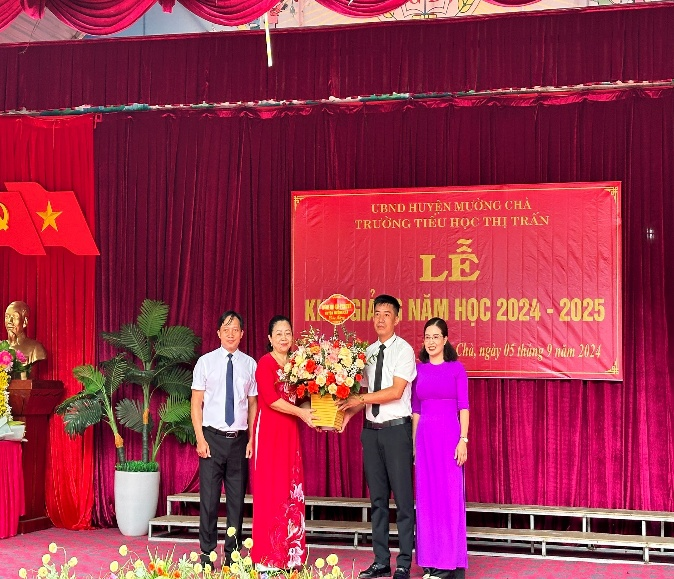 UBND HUYỆN MƯỜNG CHÀ
TRƯỜNG TIỂU HỌC THỊ TRẤN
LỄ
NĂM HỌC 2024 - 2025
Chà, ngày 05 tháng 9 năm 2024